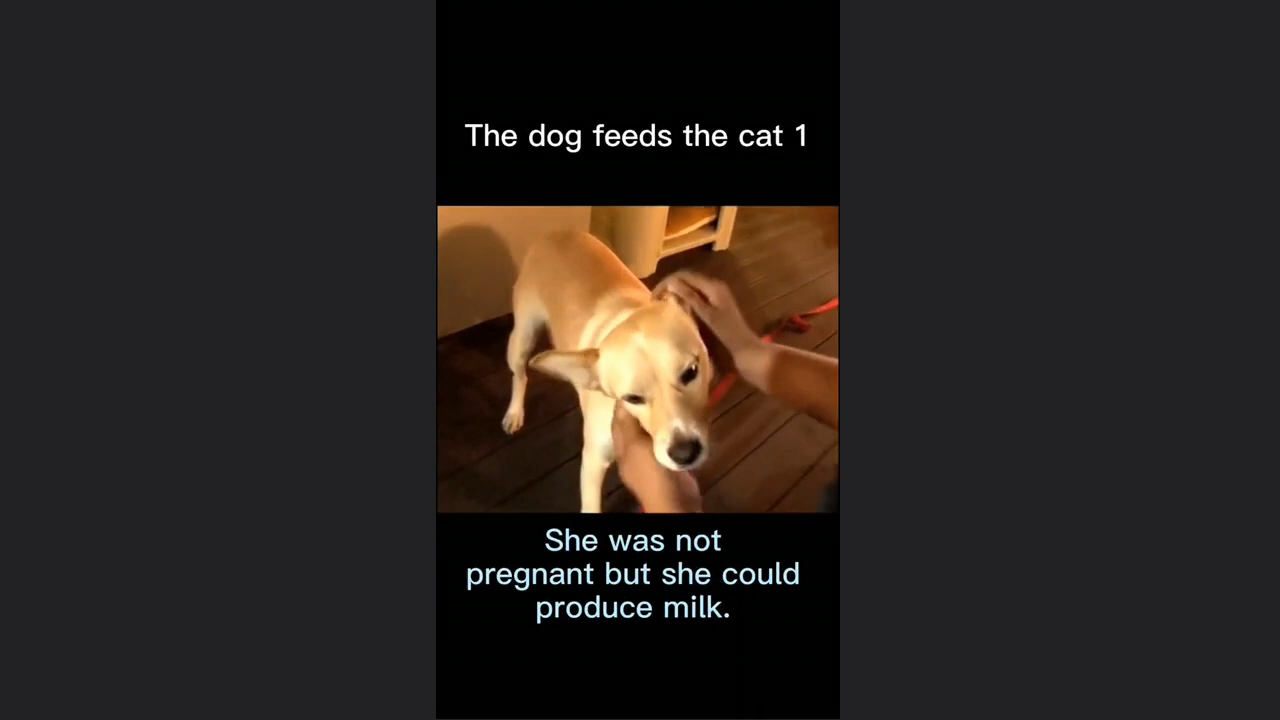 The dog feeds the cat 1
She was not
pregnant but she could
produce milk.